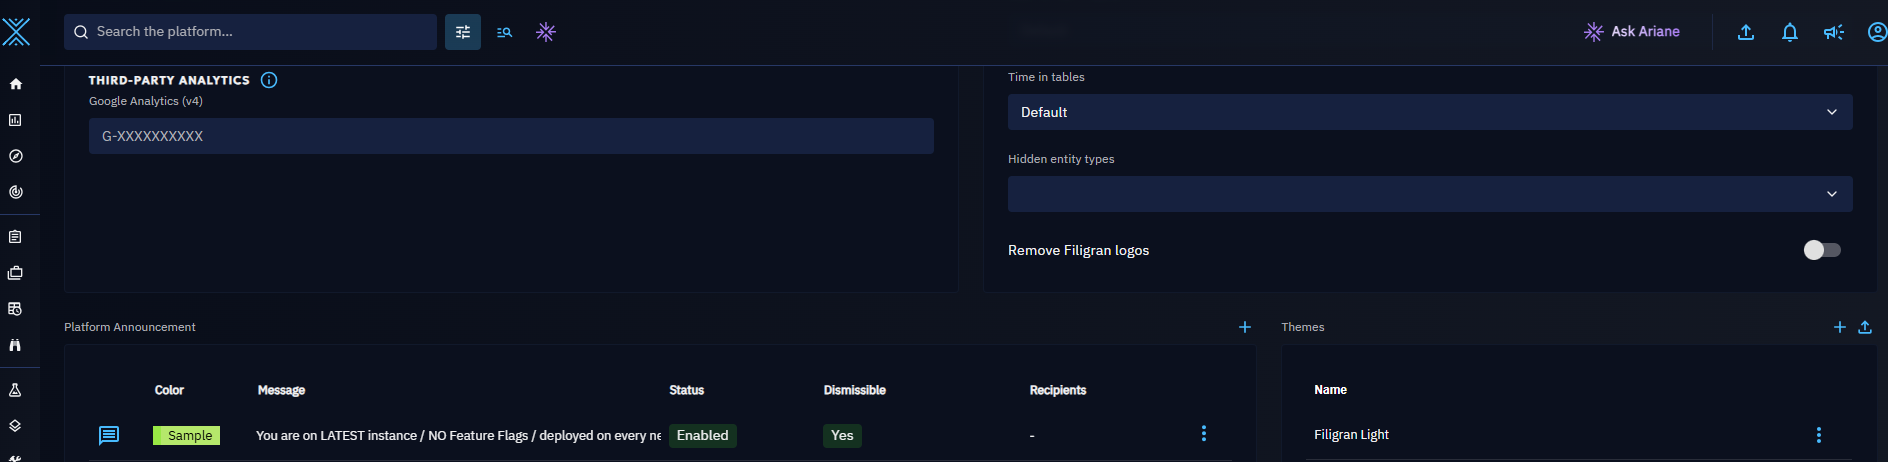 Search the platform...
Ask Ariane
THIRD-PARTY ANALYTICS
Google Analytics (v4)
G-XXXXXXXXXX
Time in tables
Default
Hidden entity types
Remove Filigran logos
Platform Announcement
Color Message Status Dismissible Recipients
Sample You are on LATEST instance / NO Feature Flags / deployed on every ne Enabled Yes -
Themes
Name
Filigran Light